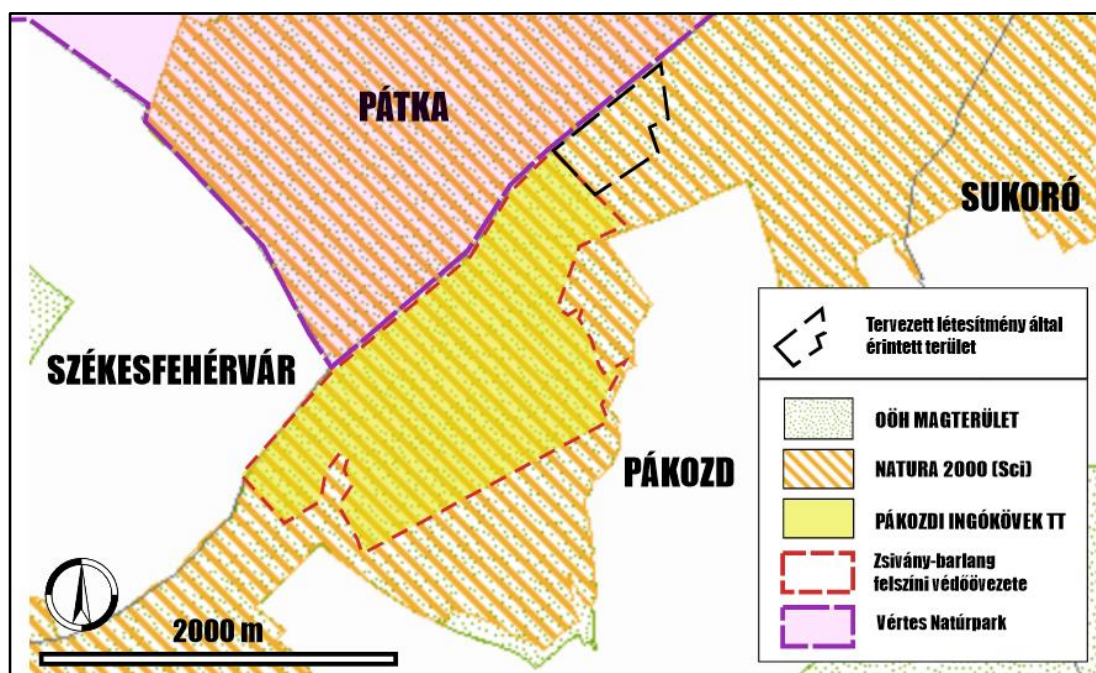 PÁTKA
SUKORÓ
SZÉKESFEHÉRVÁR
PÁKOZD
2000 m
Tervezett létesítmény által
érintett terület
OÖH MAGTERÜLET
NATURA 2000 (Sci)
PÁKOZDI INGÓKÖVEK TT
Zsivány-barlang
felszíni védőövezete
Vértes Natúrpark